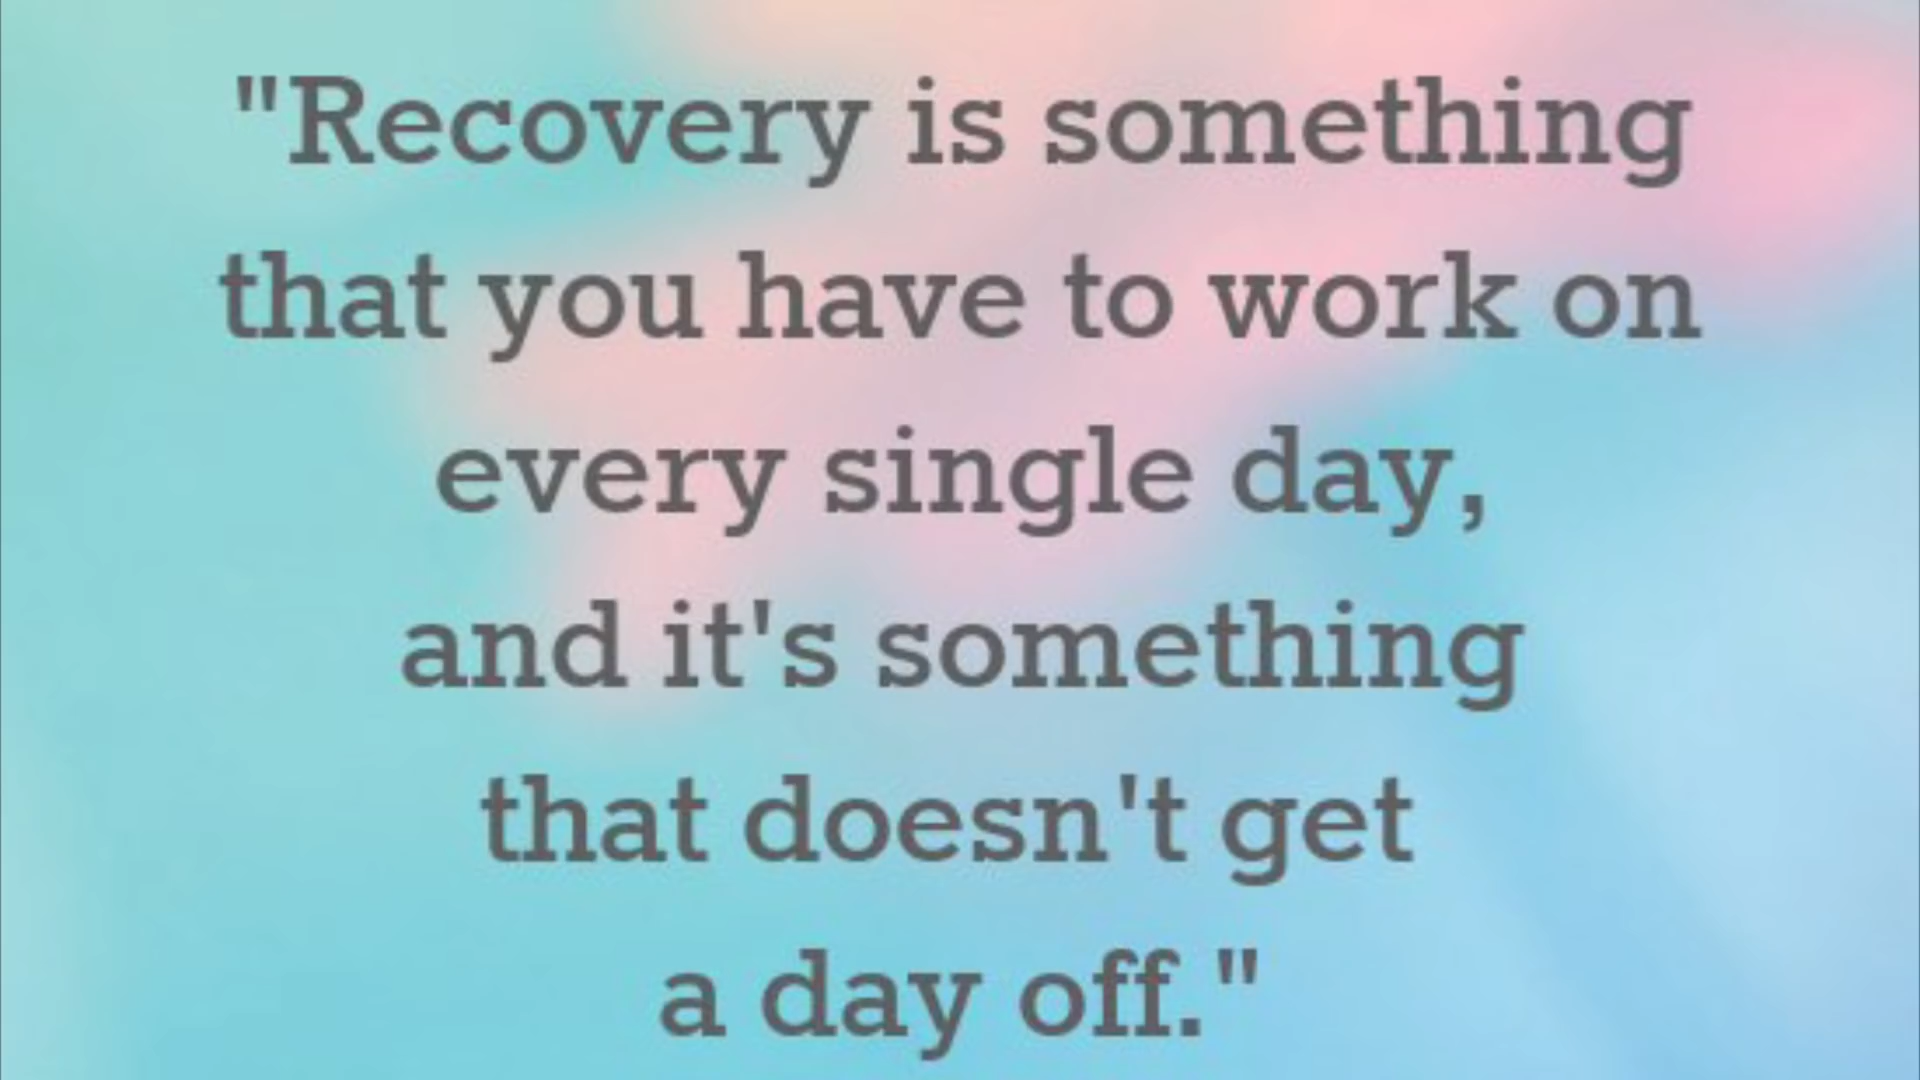 "Recovery is something
that you have to work on
every single day,
and it's something
that doesn't get
a day off."